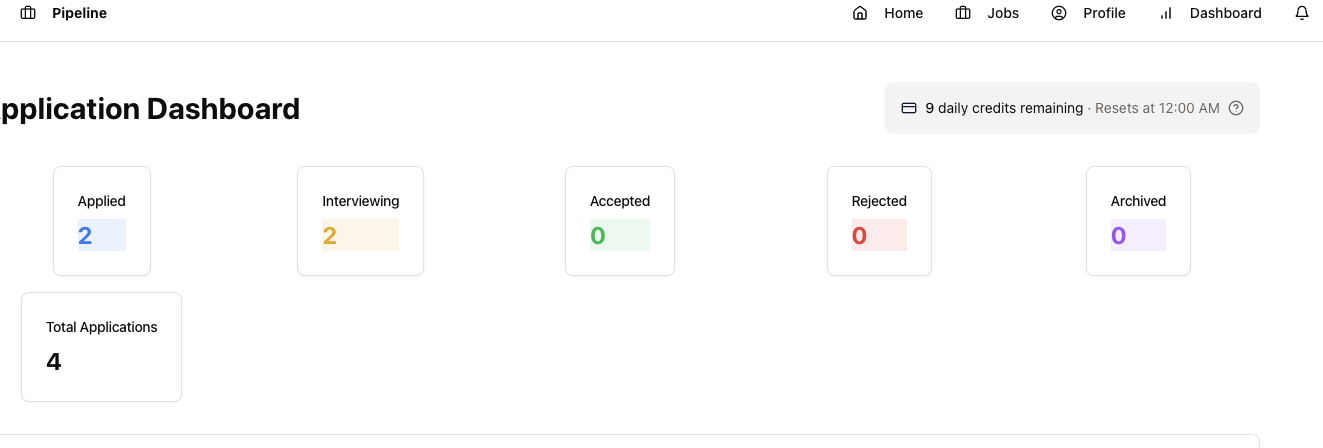 Pipeline
Home
Jobs
Profile
Dashboard
pplication Dashboard
9 daily credits remaining · Resets at 12:00 AM
Applied
2
Interviewing
2
Accepted
0
Rejected
0
Archived
0
Total Applications
4